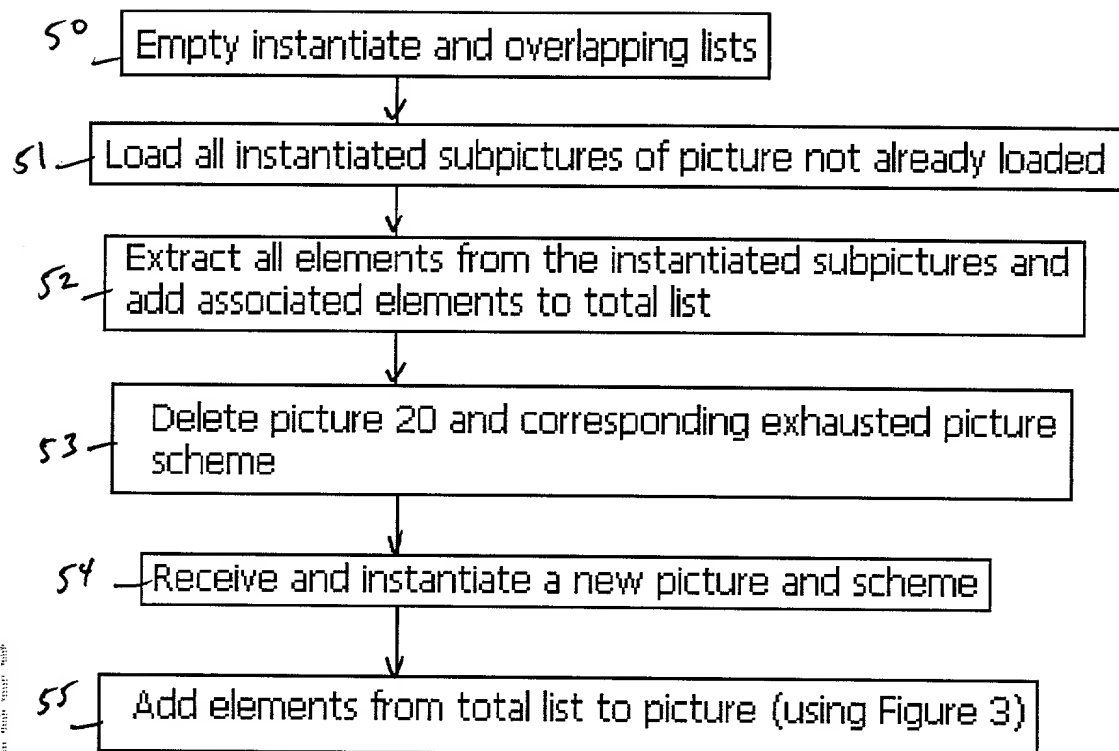 50
Empty instantiate and overlapping lists
51
Load all instantiated subpictures of picture not already loaded
52
Extract all elements from the instantiated subpictures and
add associated elements to total list
53
Delete picture 20 and corresponding exhausted picture
scheme
54
Receive and instantiate a new picture and scheme
55
Add elements from total list to picture (using Figure 3)